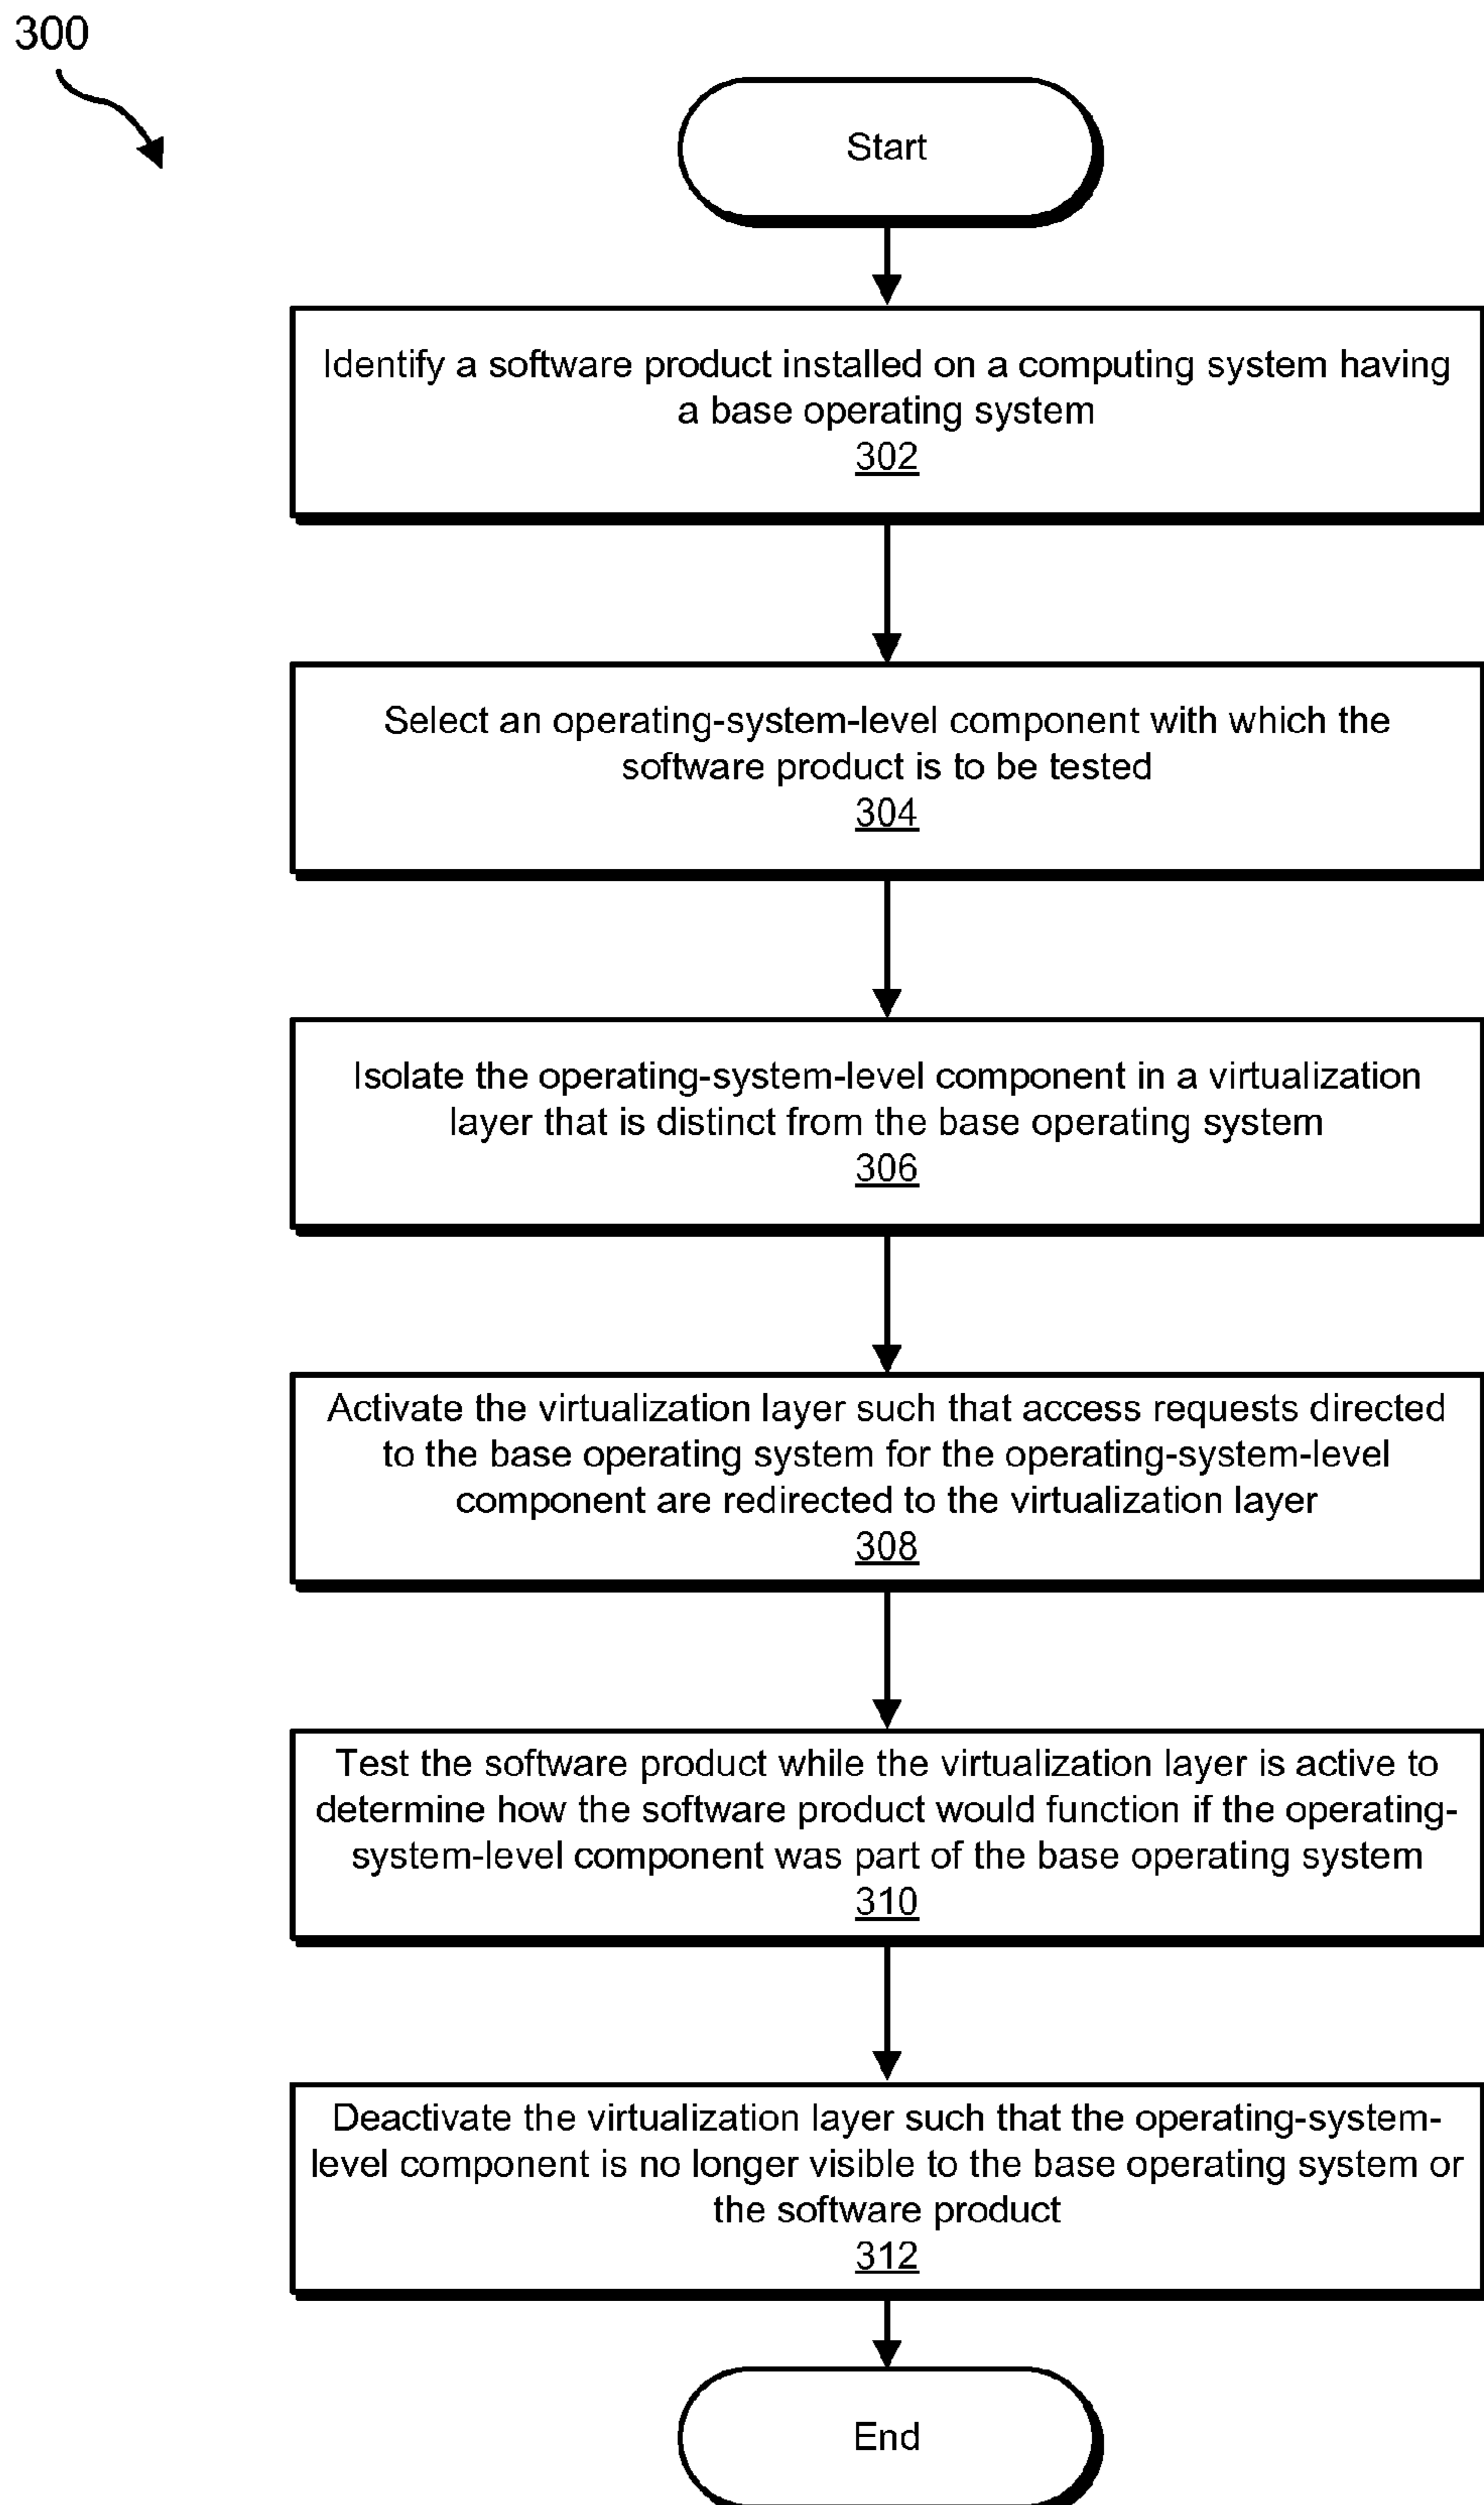 300
Start
Identify a software product installed on a computing system having
a base operating system
302
Select an operating-system-level component with which the
software product is to be tested
304
Isolate the operating-system-level component in a virtualization
layer that is distinct from the base operating system
306
Activate the virtualization layer such that access requests directed
to the base operating system for the operating-system-level
component are redirected to the virtualization layer
308
Test the software product while the virtualization layer is active to
determine how the software product would function if the operating-
system-level component was part of the base operating system
310
Deactivate the virtualization layer such that the operating-system-
level component is no longer visible to the base operating system or
the software product
312
End